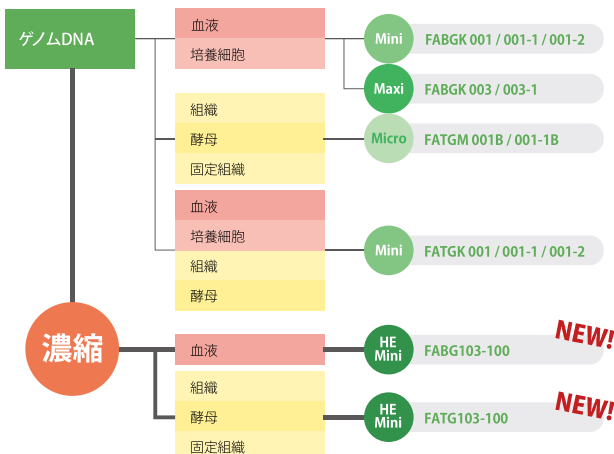 ゲノムDNA
血液
培養細胞
Mini
FABGK 001 / 001-1 / 001-2
Maxi
FABGK 003 / 003-1
組織
酵母
固定組織
Micro
FATGM 001B / 001-1B
血液
培養細胞
組織
酵母
Mini
FATGK 001 / 001-1 / 001-2
濃縮
血液
HE
Mini
FABG103-100
NEW!
組織
酵母
固定組織
HE
Mini
FATG103-100
NEW!